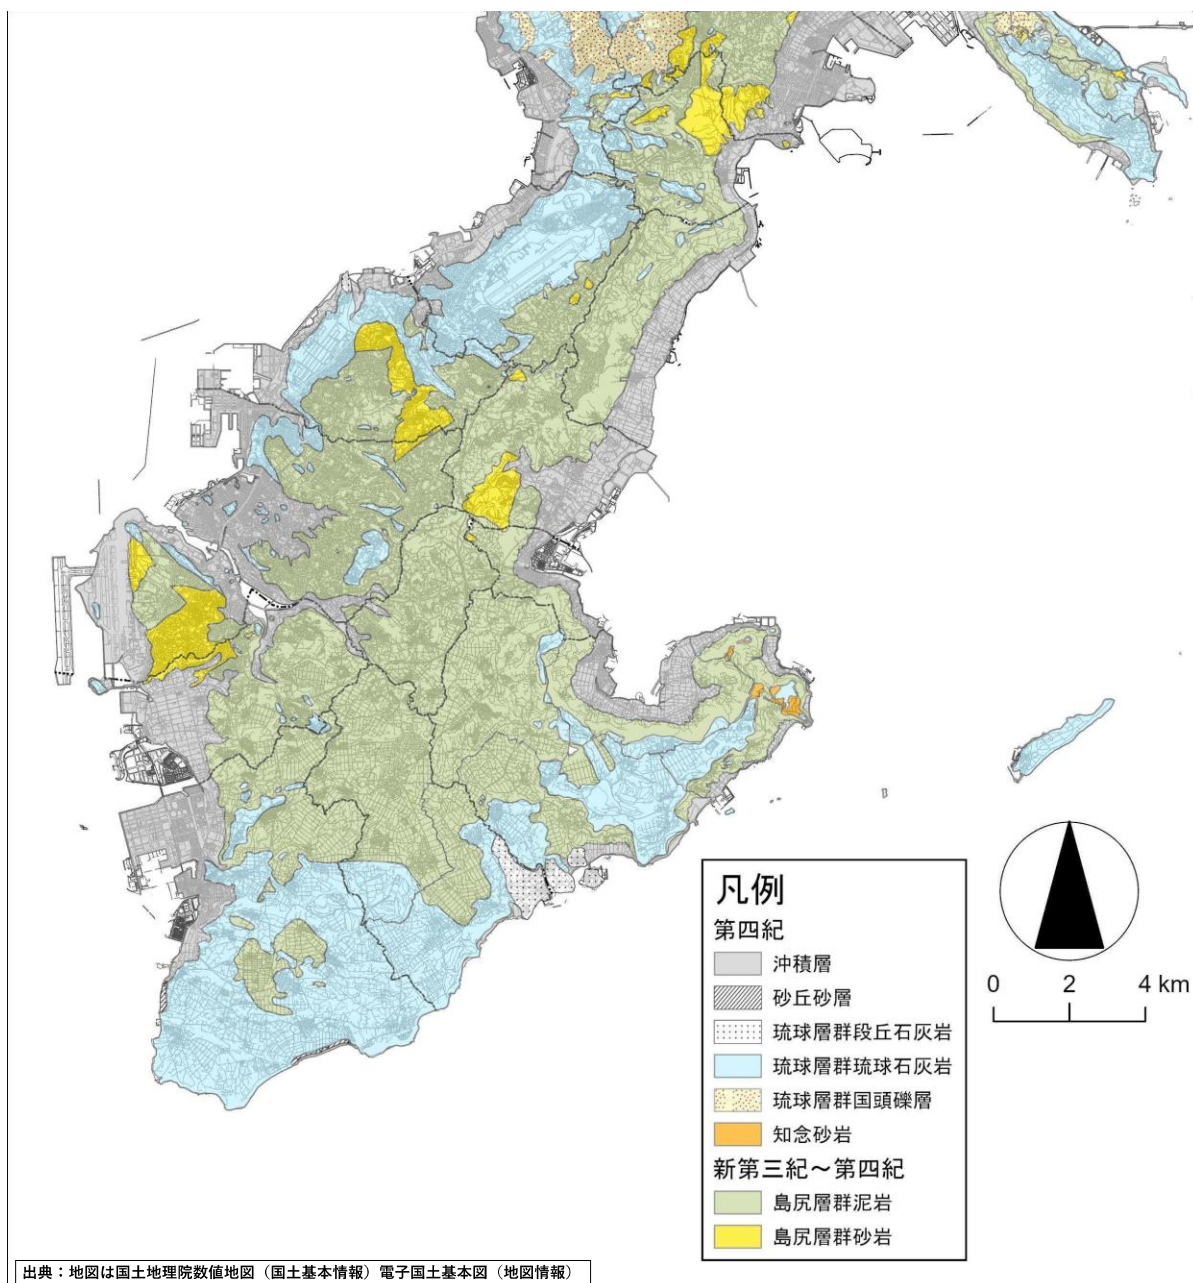 凡例
第四紀
沖積層
砂丘砂層
琉球層群段丘石灰岩
琉球層群琉球石灰岩
琉球層群国頭礫層
知念砂岩
新第三紀～第四紀
島尻層群泥岩
島尻層群砂岩
0 2 4 km
出典：地図は国土地理院数値地図（国土基本情報）電子国土基本図（地図情報）